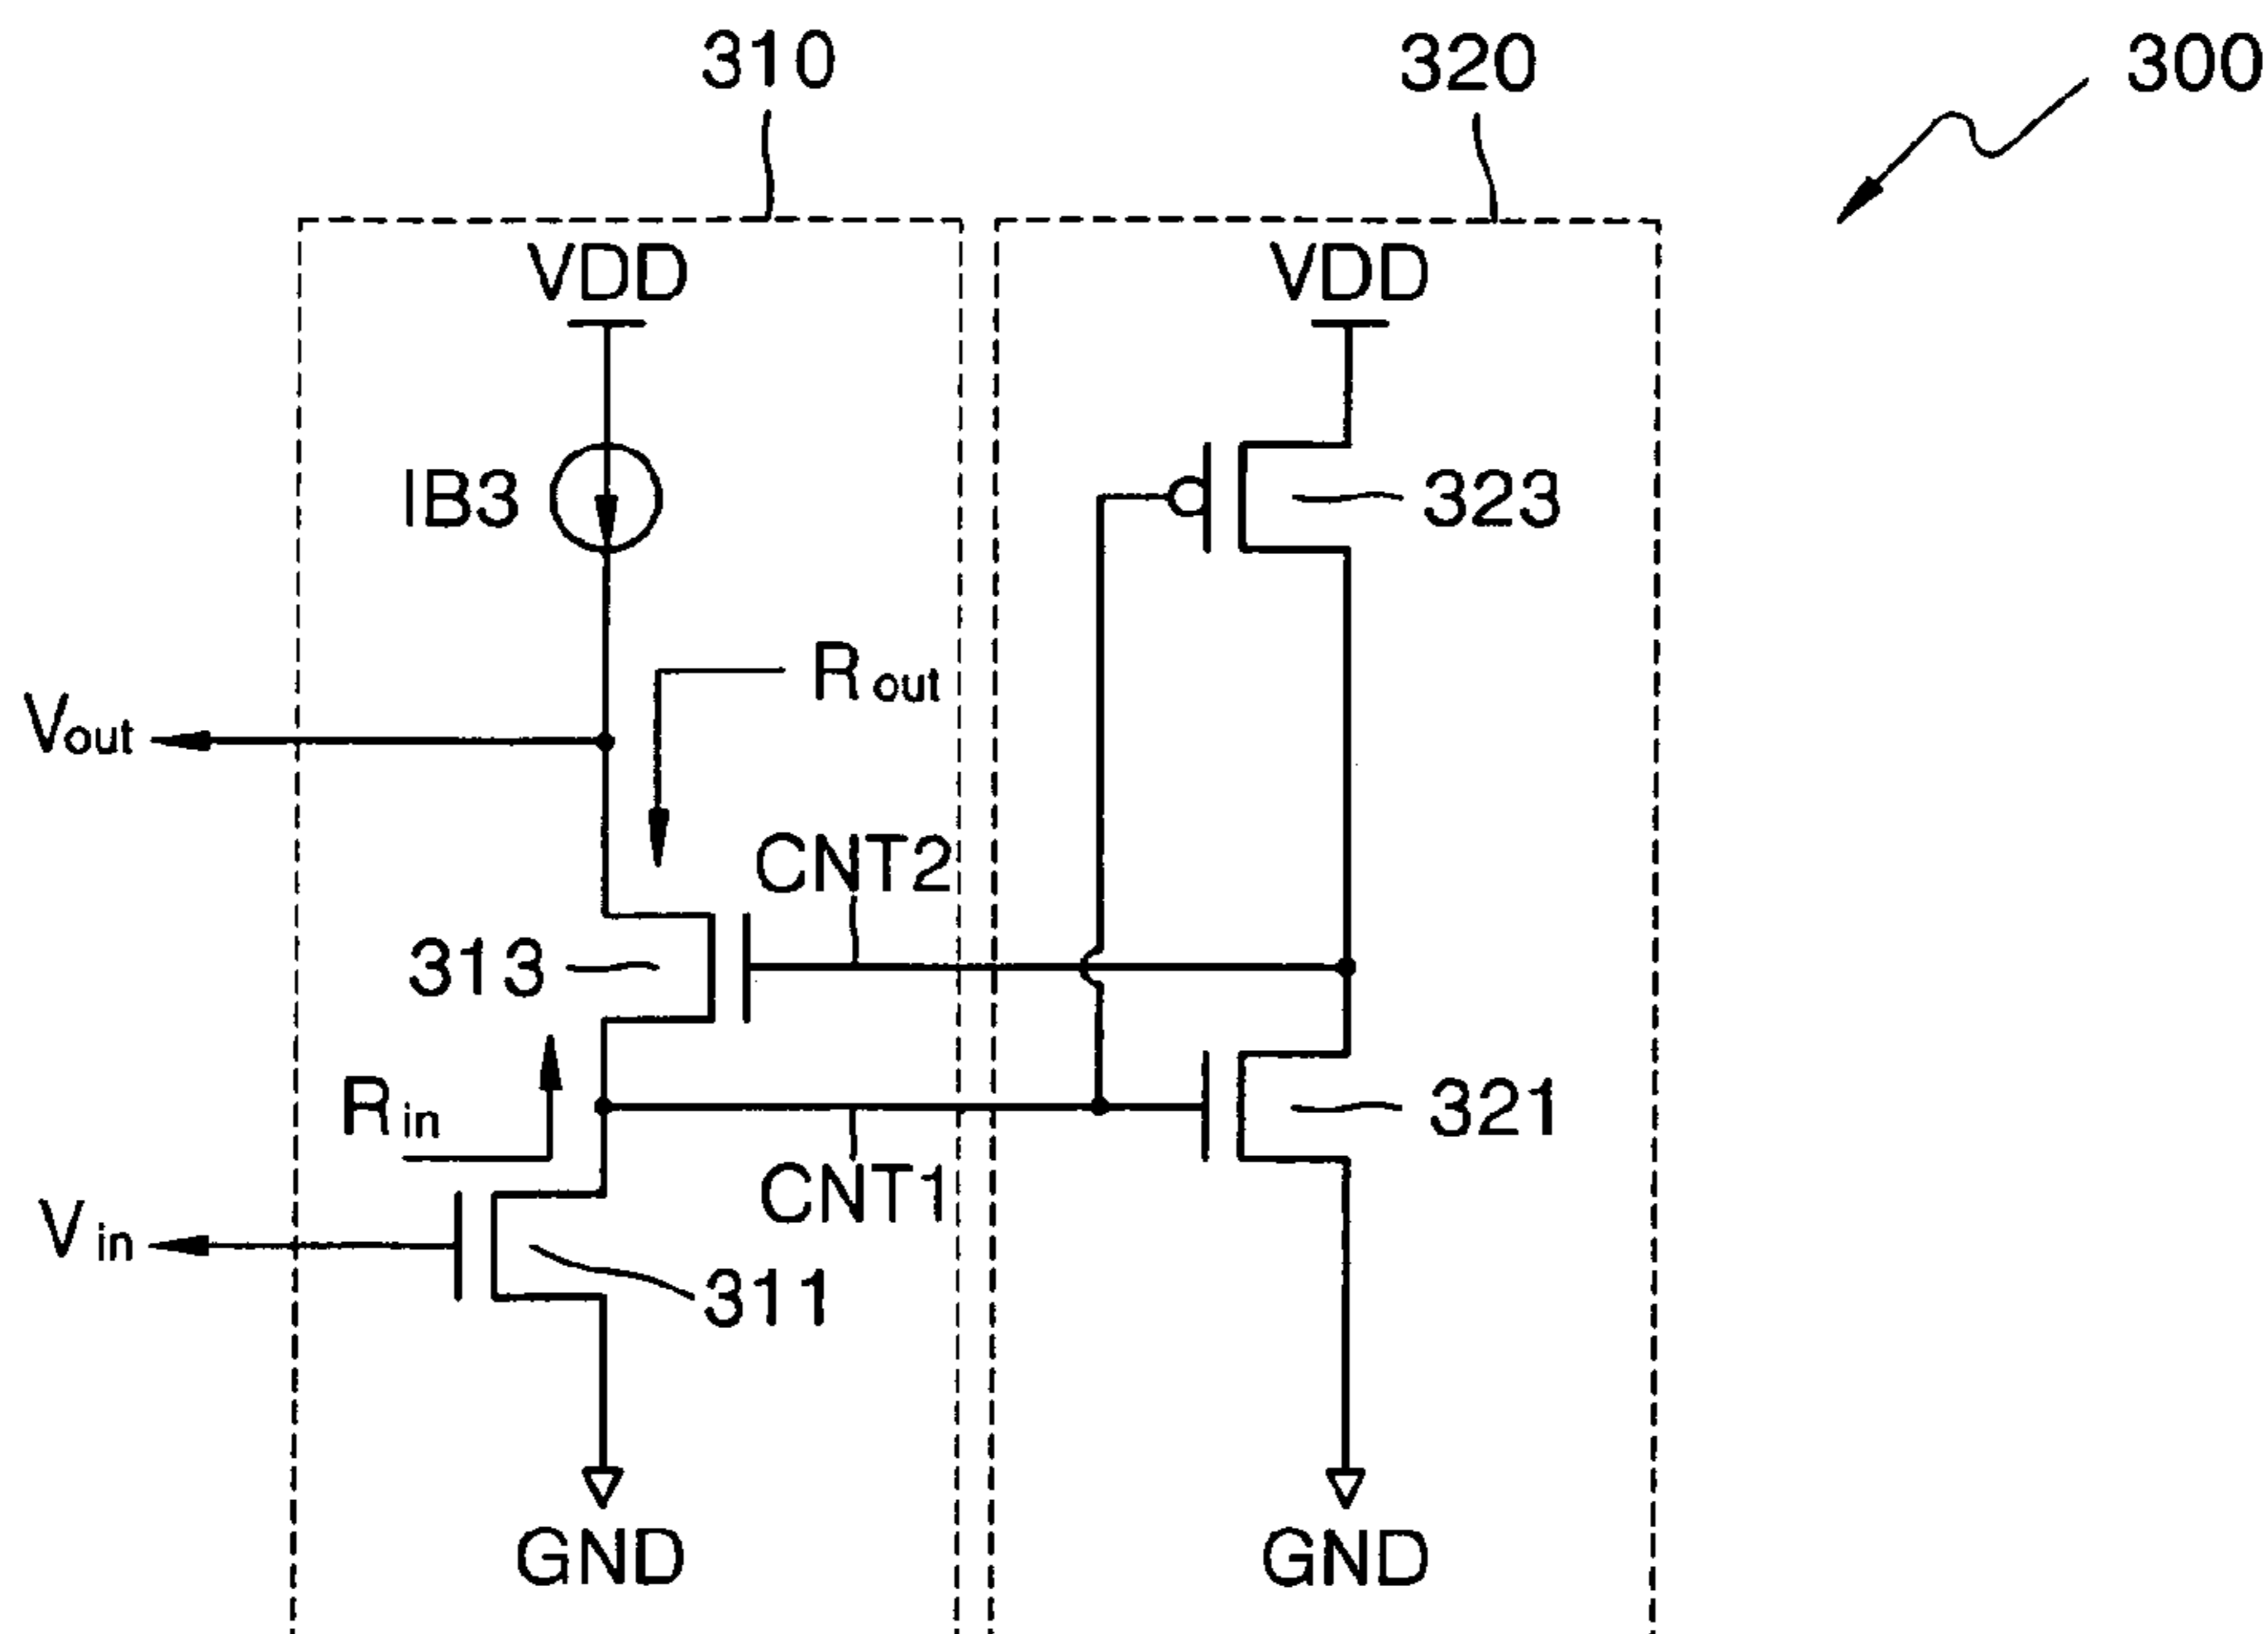 310
320
300
VDD
VDD
IB3
323
Rout
Vout
CNT2
313
Rin
321
CNT1
Vin
311
GND
GND